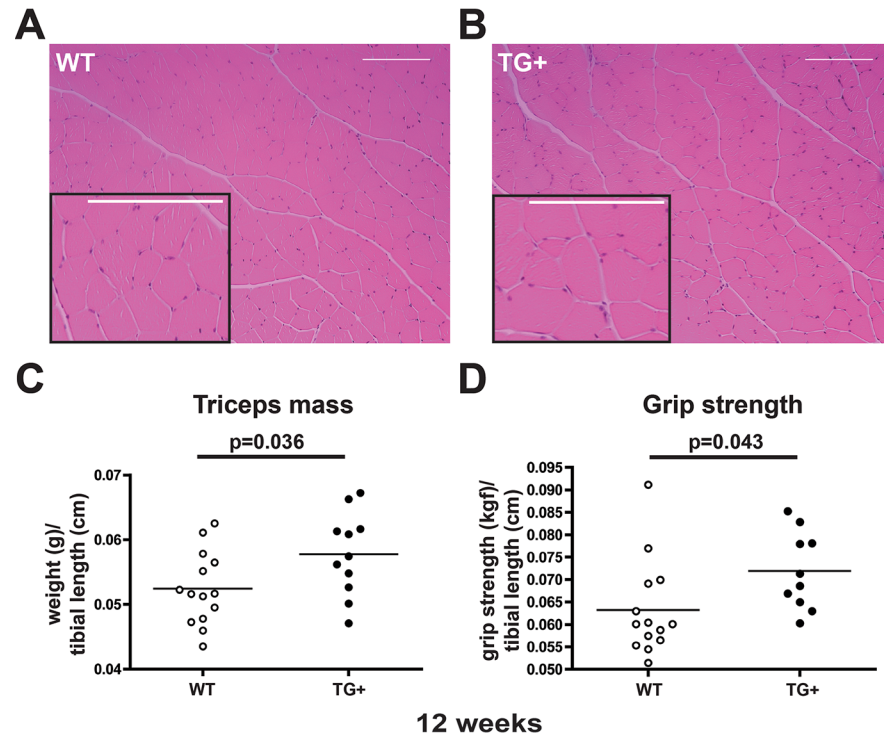 A
B
WT
TG+
C
D
Triceps mass
Grip strength
p=0.036
p=0.043
weight (g)/
tibial length (cm)
0.07
0.06
0.05
0.04
WT
TG+
grip strength (kgf)/
tibial length (cm)
0.095
0.090
0.085
0.080
0.075
0.070
0.065
0.060
0.055
0.050
WT
TG+
12 weeks